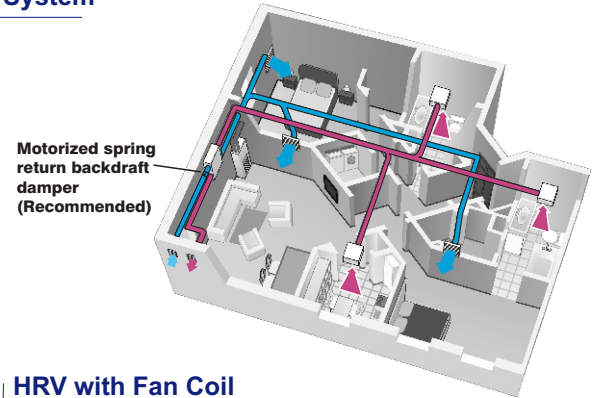 System
Motorized spring
return backdraft
damper
(Recommended)
HRV with Fan Coil